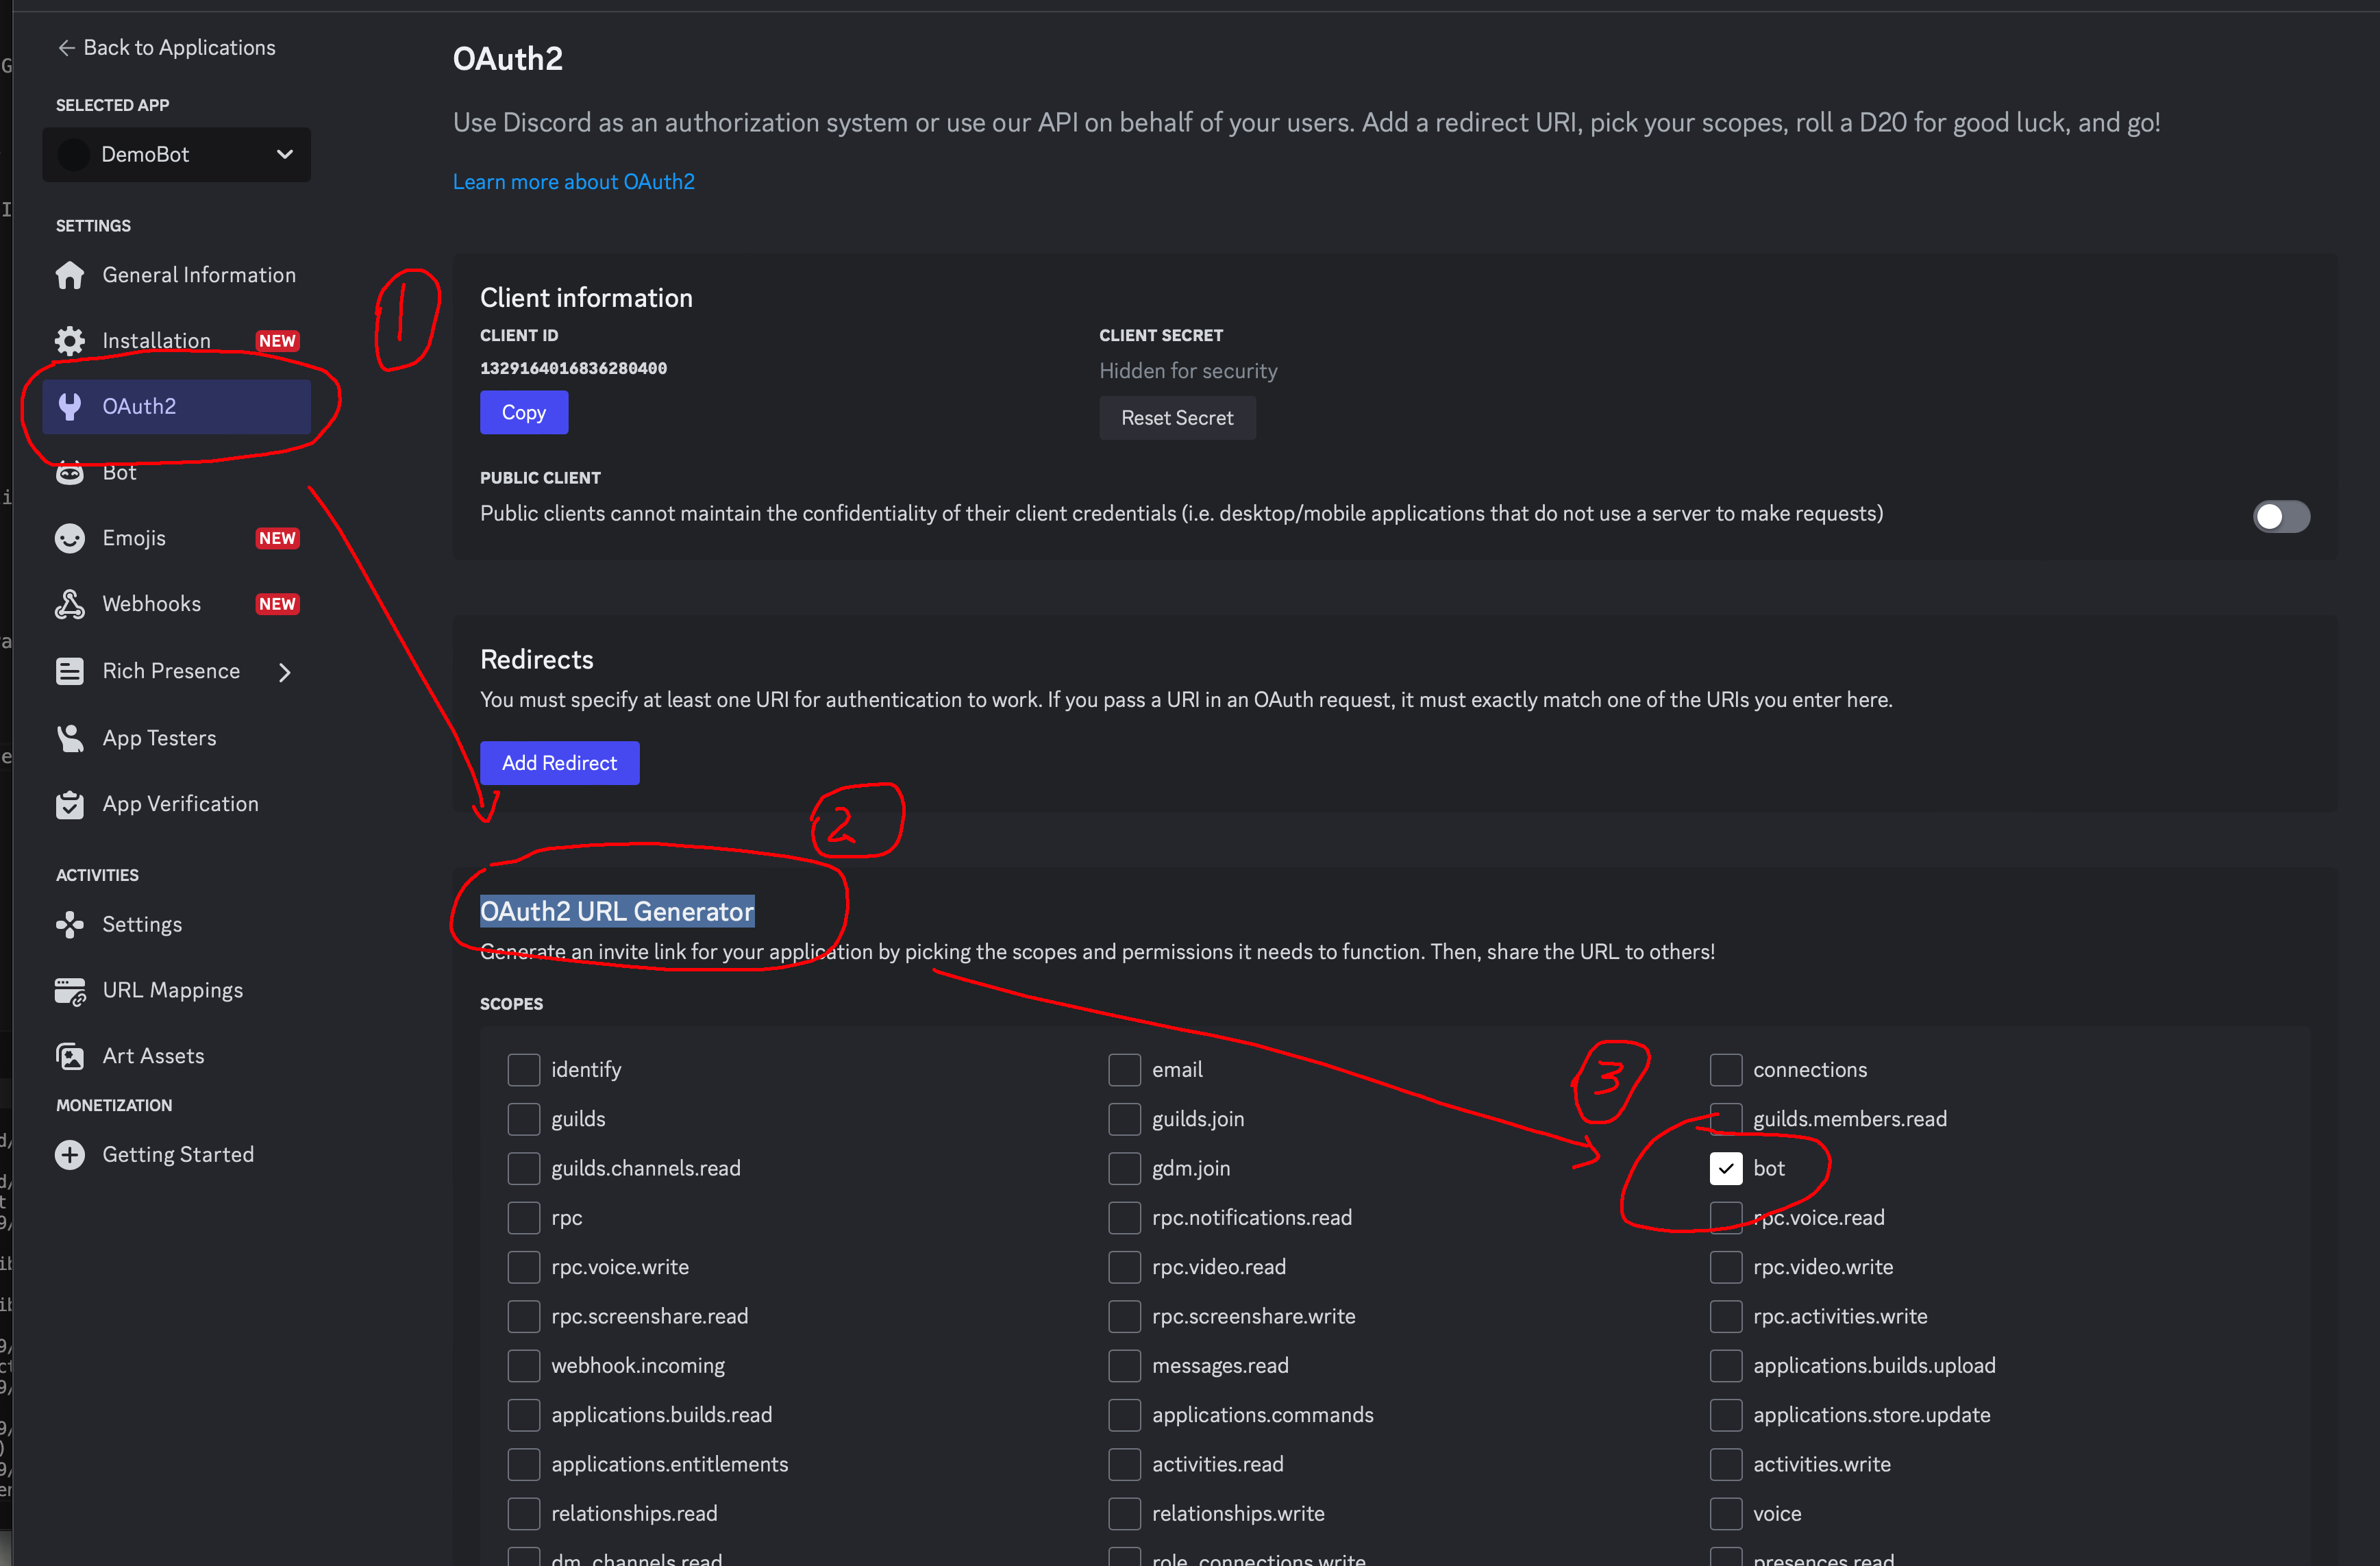 Back to Applications
SELECTED APP
DemoBot
SETTINGS
General Information
Installation NEW
OAuth2
Bot
Emojis NEW
Webhooks NEW
Rich Presence
App Testers
App Verification
ACTIVITIES
Settings
URL Mappings
Art Assets
MONETIZATION
Getting Started
OAuth2
Use Discord as an authorization system or use our API on behalf of your users. Add a redirect URI, pick your scopes, roll a D20 for good luck, and go!
Learn more about OAuth2
1
Client information
CLIENT ID
1329164016836280400
Copy
CLIENT SECRET
Hidden for security
Reset Secret
PUBLIC CLIENT
Public clients cannot maintain the confidentiality of their client credentials (i.e. desktop/mobile applications that do not use a server to make requests)
Redirects
You must specify at least one URI for authentication to work. If you pass a URI in an OAuth request, it must exactly match one of the URIs you enter here.
Add Redirect
2
OAuth2 URL Generator
Generate an invite link for your application by picking the scopes and permissions it needs to function. Then, share the URL to others!
SCOPES
3
identify email connections
guilds guilds.join guilds.members.read
guilds.channels.read gdm.join bot
rpc rpc.notifications.read rpc.voice.read
rpc.voice.write rpc.video.read rpc.video.write
rpc.screenshare.read rpc.screenshare.write rpc.activities.write
webhook.incoming messages.read applications.builds.upload
applications.builds.read applications.commands applications.store.update
applications.entitlements activities.read activities.write
relationships.read relationships.write voice
dm_channels.read role_connections.write presences.read